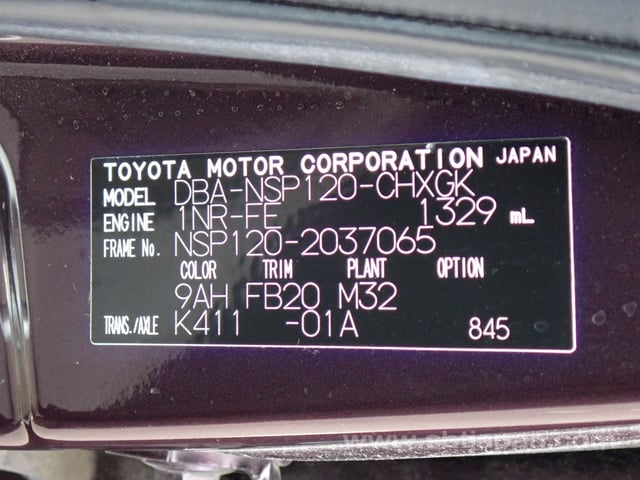 TOYOTA MOTOR CORPORATION JAPAN
MODEL DBA-NSP120-CHXGK
ENGINE 1NR-FE 1329 mL
FRAME No. NSP120-2037065
COLOR TRIM PLANT OPTION
9AH FB20 M32
TRANS./AXLE K411 -01A 845